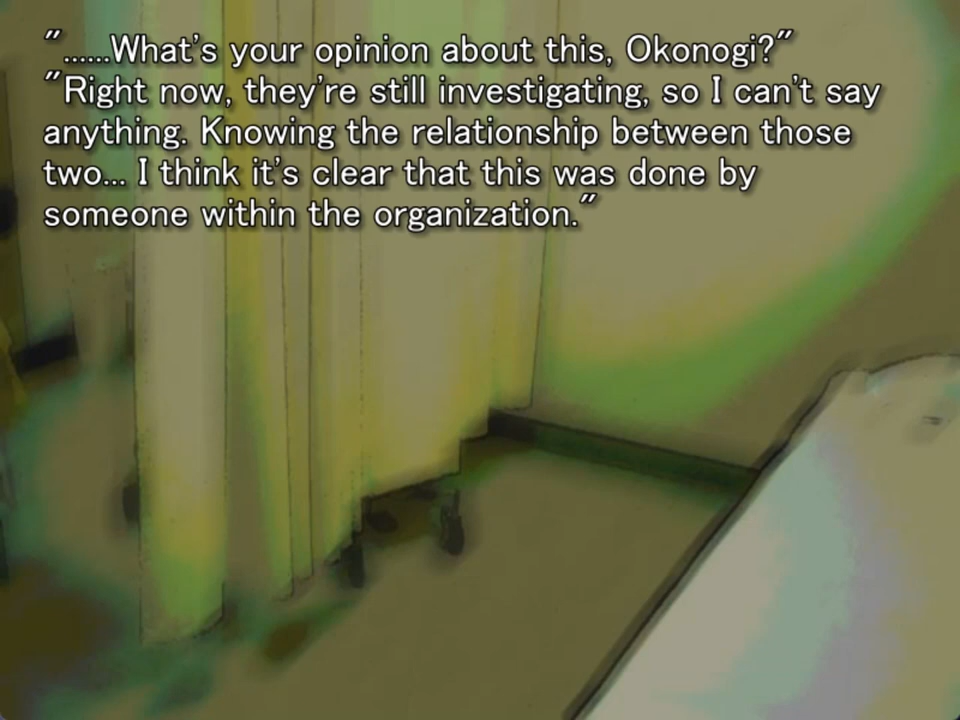 "......What's your opinion about this, Okonogi?"
"Right now, they're still investigating, so I can't say
anything. Knowing the relationship between those
two... I think it's clear that this was done by
someone within the organization."